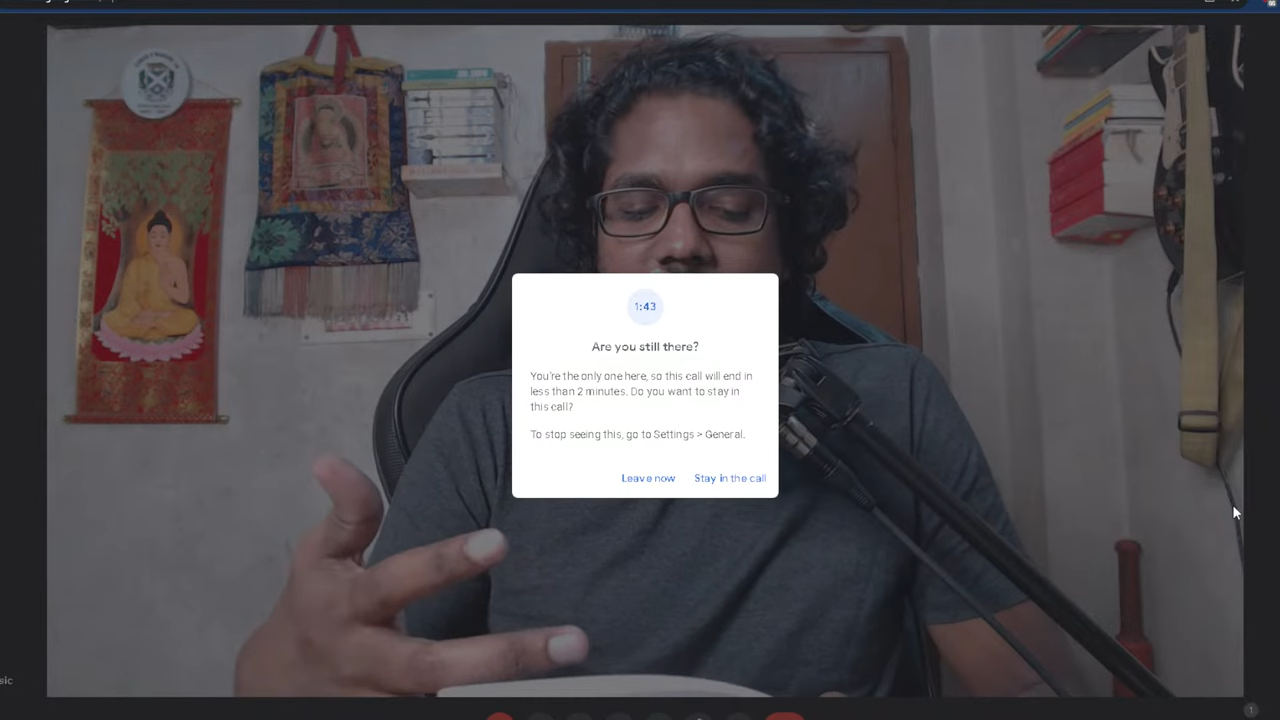 1:43
Are you still there?
You're the only one here, so this call will end in
less than 2 minutes. Do you want to stay in
this call?
To stop seeing this, go to Settings > General.
Leave now
Stay in the call
sic
1